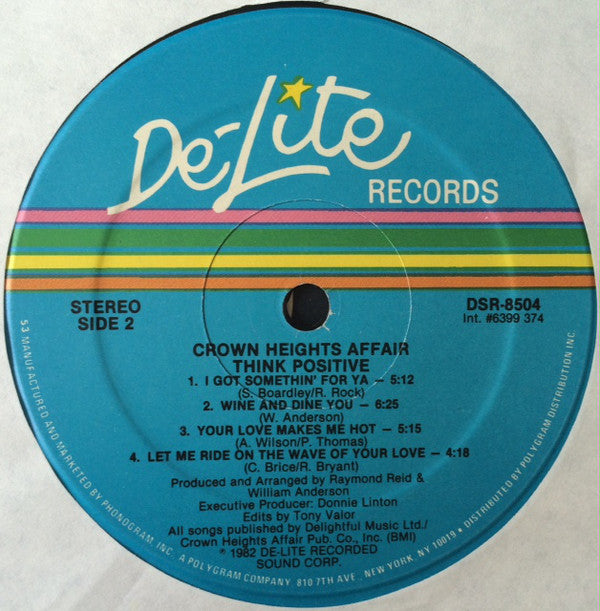 De-Lite
RECORDS
STEREO
SIDE 2
DSR-8504
Int. #6399 374
CROWN HEIGHTS AFFAIR
THINK POSITIVE
1. I GOT SOMETHIN' FOR YA — 5:12
(S. Boardley/R. Rock)
2. WINE AND DINE YOU — 6:25
(W. Anderson)
3. YOUR LOVE MAKES ME HOT — 5:15
(A. Wilson/P. Thomas)
4. LET ME RIDE ON THE WAVE OF YOUR LOVE — 4:18
(C. Brice/R. Bryant)
Produced and Arranged by Raymond Reid &
William Anderson
Executive Producer: Donnie Linton
Edits by Tony Valor
All songs published by Delightful Music Ltd./
Crown Heights Affair Pub. Co., Inc. (BMI)
℗ 1982 DE-LITE RECORDED
SOUND CORP.
53 MANUFACTURED AND MARKETED BY PHONOGRAM, INC., A POLYGRAM COMPANY, 810 7TH AVE., NEW YORK, NY 10019 • DISTRIBUTED BY POLYGRAM DISTRIBUTION INC.